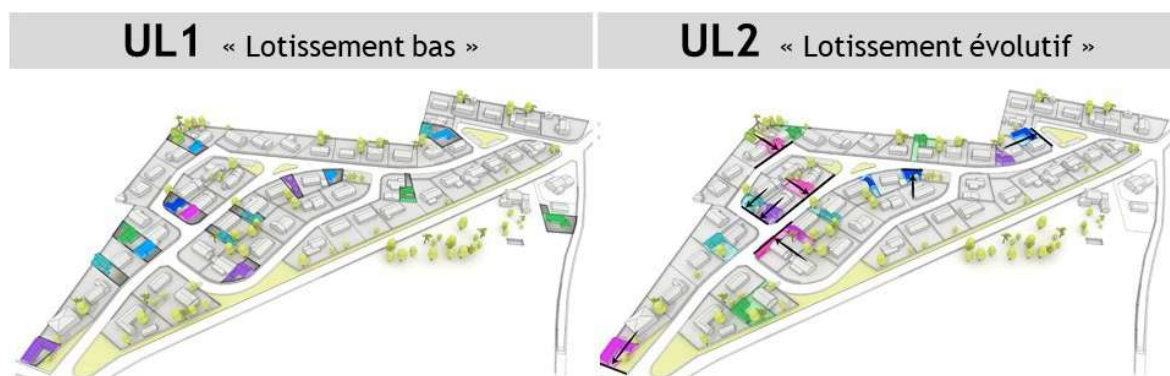 UL1 « Lotissement bas »
UL2 « Lotissement évolutif »